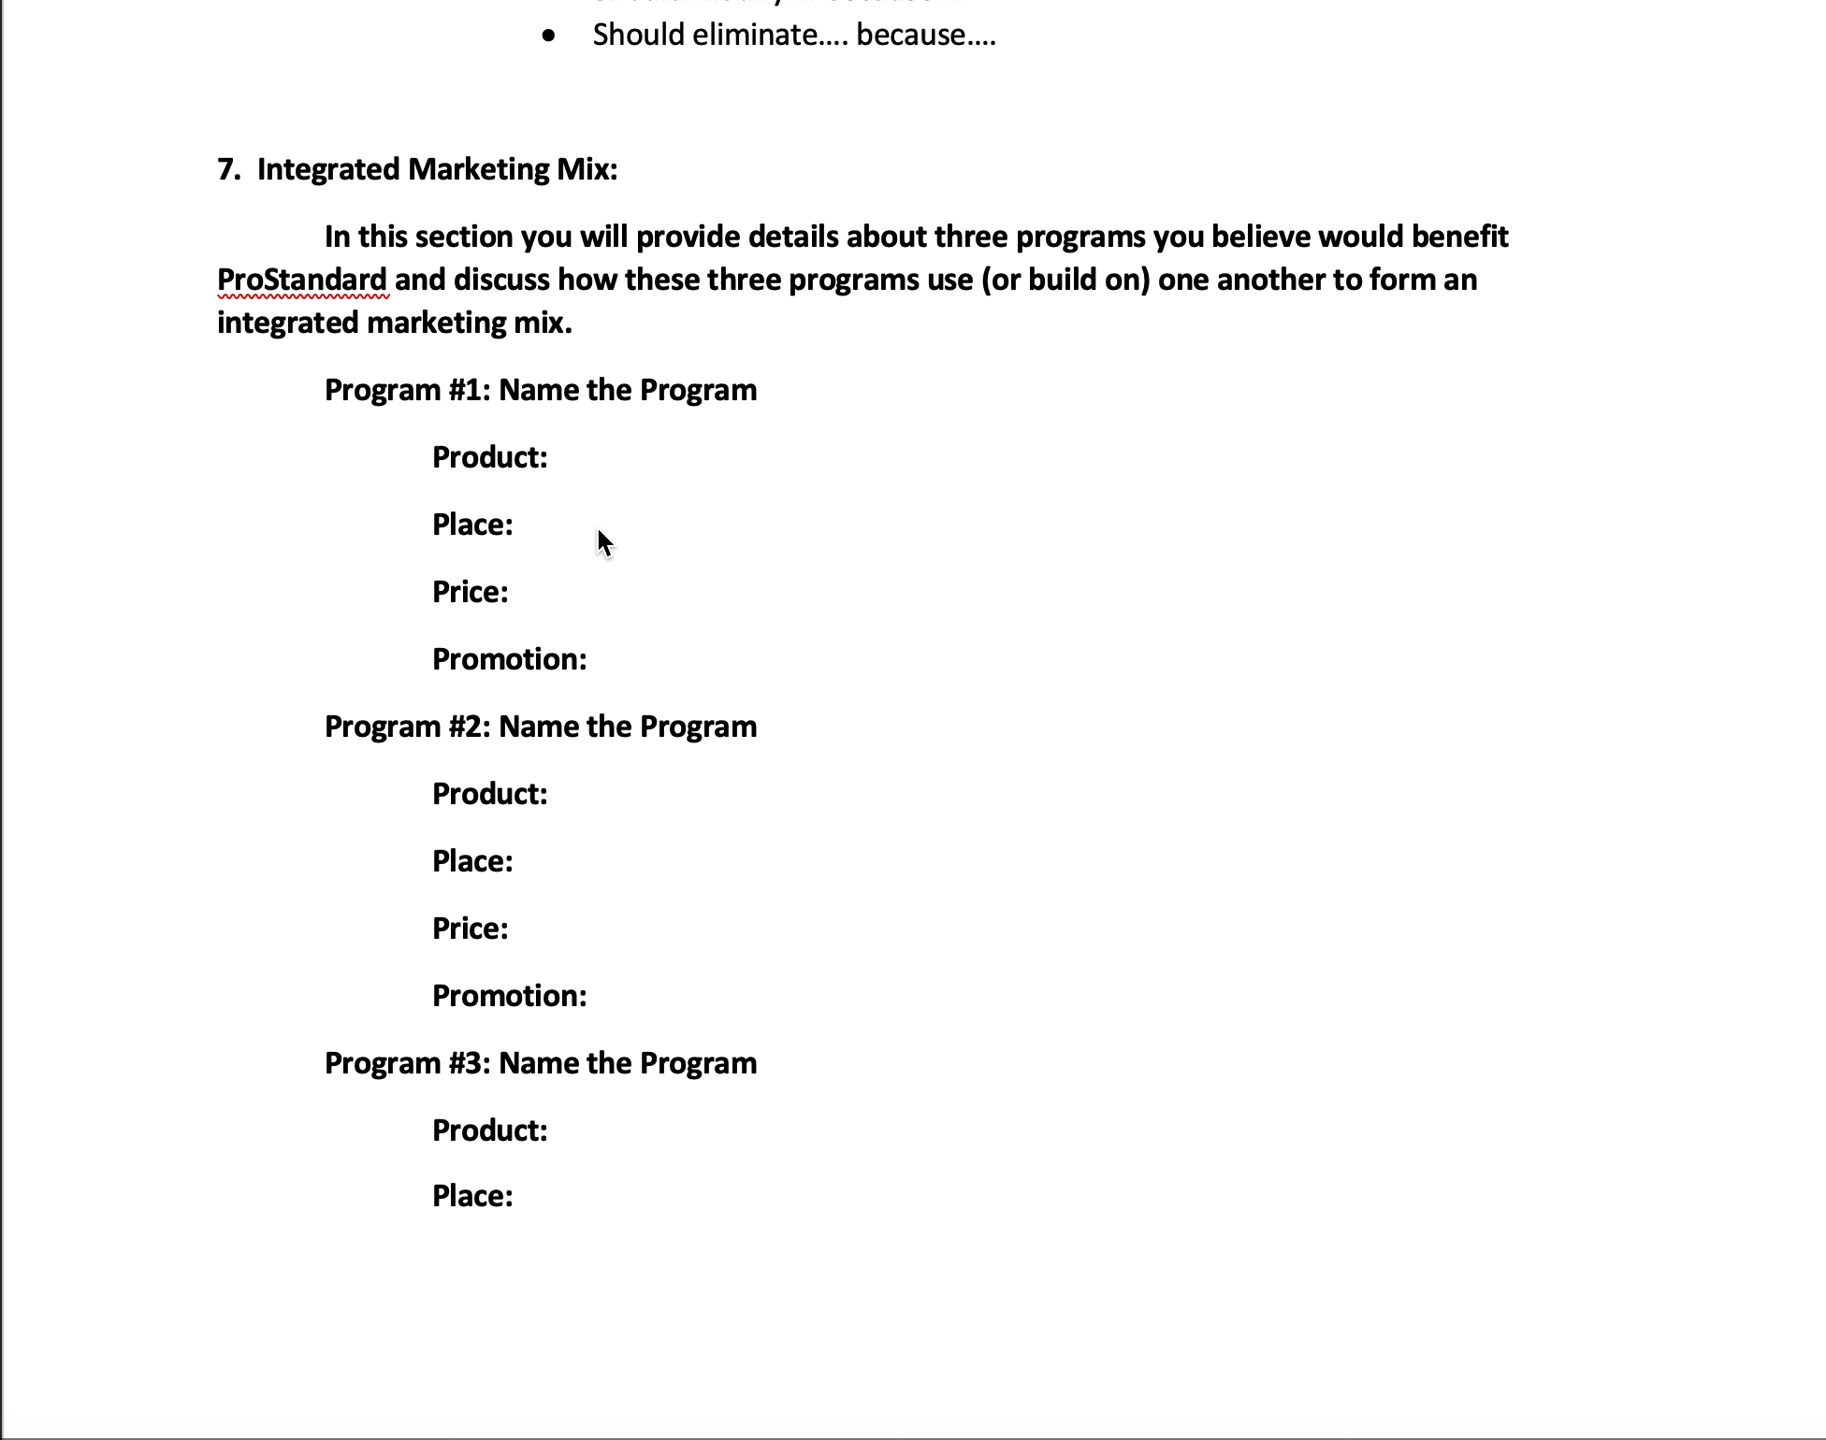 • Should eliminate.... because....
7. Integrated Marketing Mix:
In this section you will provide details about three programs you believe would benefit
ProStandard and discuss how these three programs use (or build on) one another to form an
integrated marketing mix.
Program #1: Name the Program
Product:
Place:
Price:
Promotion:
Program #2: Name the Program
Product:
Place:
Price:
Promotion:
Program #3: Name the Program
Product:
Place: